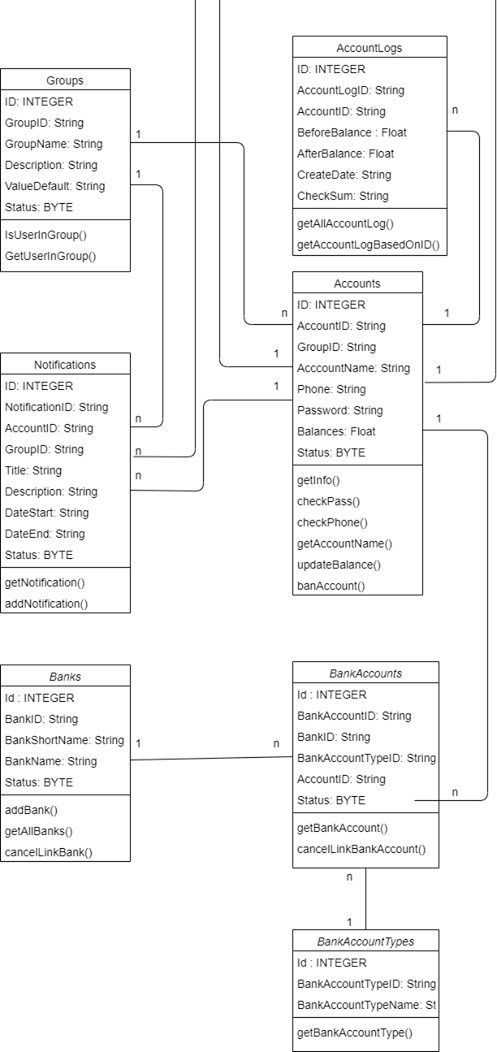 AccountLogs
ID: INTEGER
AccountLogID: String
AccountID: String
BeforeBalance : Float
AfterBalance: Float
CreateDate: String
CheckSum: String
getAllAccountLog()
getAccountLogBasedOnID()
n
Groups
ID: INTEGER
GroupID: String
GroupName: String
Description: String
ValueDefault: String
Status: BYTE
IsUserInGroup()
GetUserInGroup()
1
1
Accounts
ID: INTEGER
AccountID: String
GroupID: String
AcccountName: String
Phone: String
Password: String
Balances: Float
Status: BYTE
getInfo()
checkPass()
checkPhone()
getAccountName()
updateBalance()
banAccount()
n
1
1
1
1
1
Notifications
ID: INTEGER
NotificationID: String
AccountID: String
GroupID: String
Title: String
Description: String
DateStart: String
DateEnd: String
Status: BYTE
getNotification()
addNotification()
n
n
n
Banks
Id : INTEGER
BankID: String
BankShortName: String
BankName: String
Status: BYTE
addBank()
getAllBanks()
cancelLinkBank()
1
n
BankAccounts
Id : INTEGER
BankAccountID: String
BankID: String
BankAccountTypeID: String
AccountID: String
Status: BYTE
getBankAccount()
cancelLinkBankAccount()
n
n
1
BankAccountTypes
Id : INTEGER
BankAccountTypeID: String
BankAccountTypeName: St
getBankAccountType()